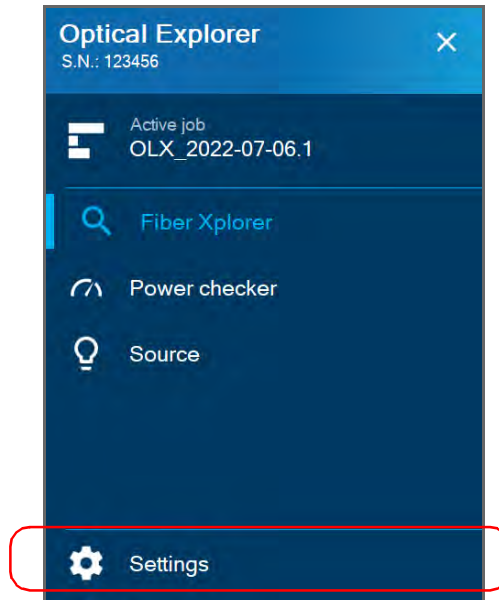 Optical Explorer
S.N.: 123456
Active job
OLX_2022-07-06.1
Fiber Xplorer
Power checker
Source
Settings